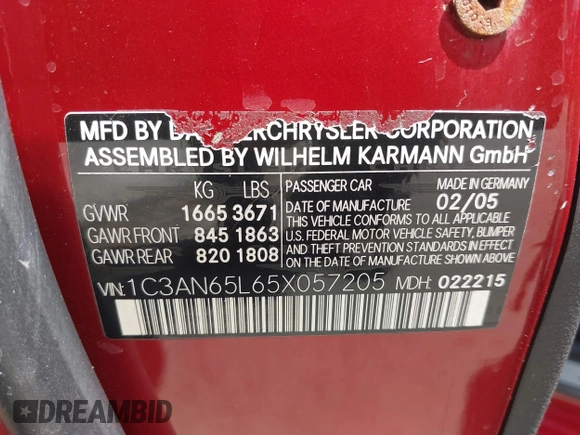 MFD BY DA ERCHRYSLER CORPORATION
ASSEMBLED BY WILHELM KARMANN GmbH
KG LBS
GVWR 1665 3671
GAWR FRONT 845 1863
GAWR REAR 820 1808
PASSENGER CAR MADE IN GERMANY
DATE OF MANUFACTURE 02/05
THIS VEHICLE CONFORMS TO ALL APPLICABLE
U.S. FEDERAL MOTOR VEHICLE SAFETY, BUMPER
AND THEFT PREVENTION STANDARDS IN EFFECT
ON THE DATE OF MANUFACTURE SHOWN ABOVE.
VIN: 1C3AN65L65X057205 MDH: 022215
DREAMBID